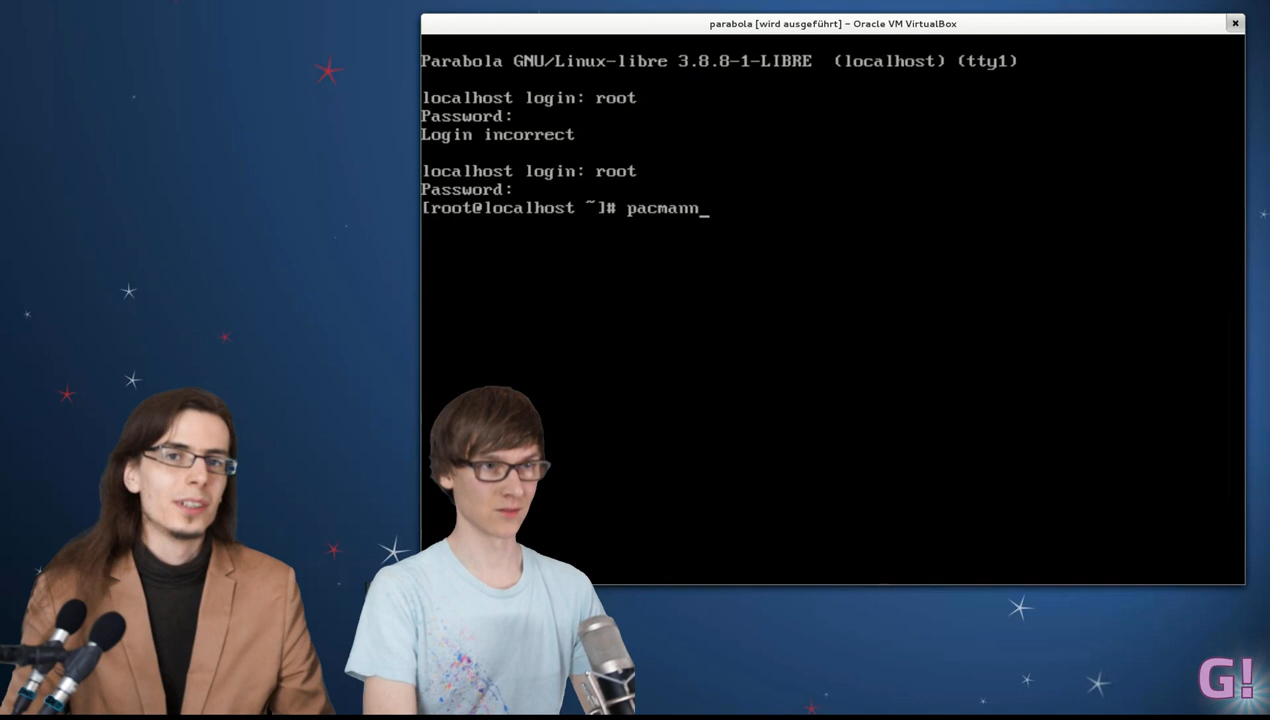 parabola [wird ausgeführt] – Oracle VM VirtualBox
Parabola GNU/Linux-libre 3.8.8-1-LIBRE (localhost) (tty1)
localhost login: root
Password:
Login incorrect
localhost login: root
Password:
[root@localhost ~]# pacmann_
G!